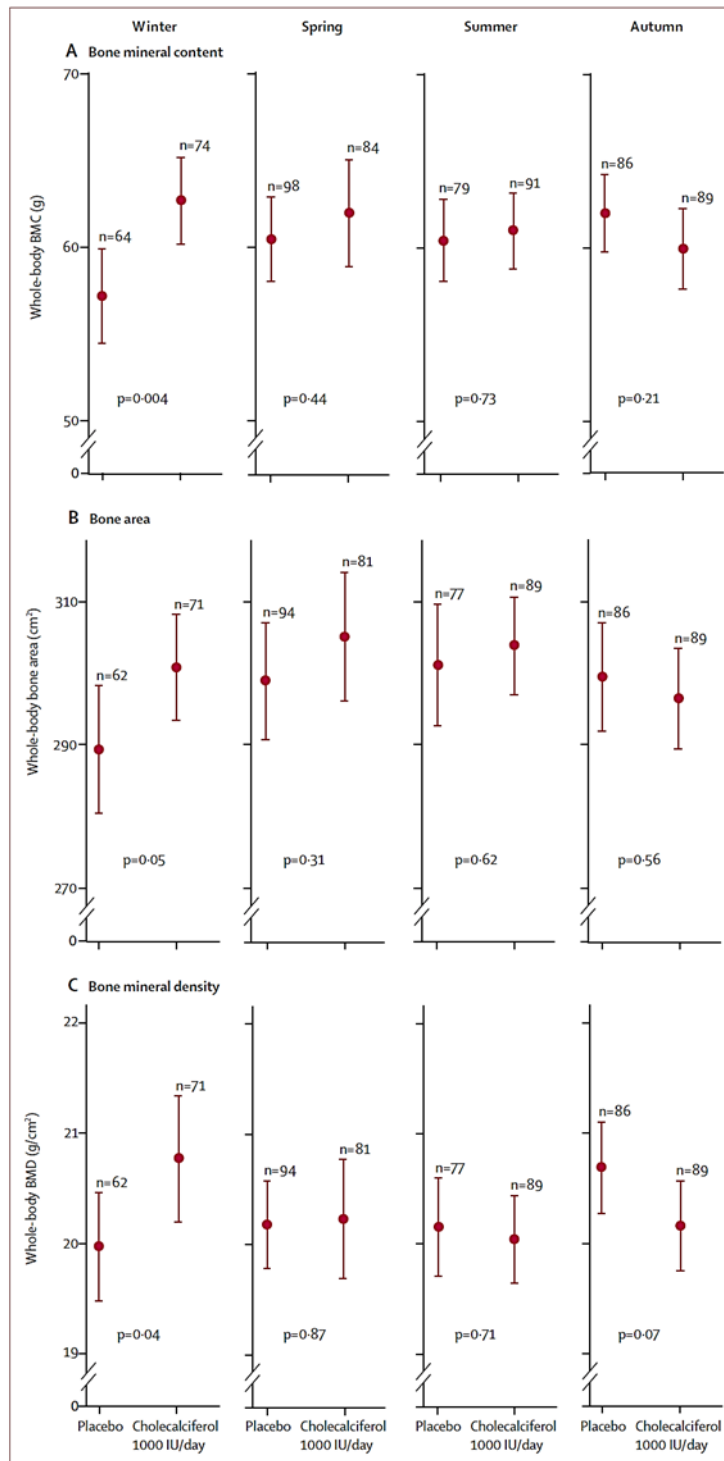 Winter Spring Summer Autumn
A Bone mineral content
70
60
50
0
Whole-body BMC (g)
n=64 n=74 n=98 n=84 n=79 n=91 n=86 n=89
p=0·004 p=0·44 p=0·73 p=0·21
B Bone area
310
290
270
0
Whole-body bone area (cm²)
n=62 n=71 n=94 n=81 n=77 n=89 n=86 n=89
p=0·05 p=0·31 p=0·62 p=0·56
C Bone mineral density
22
21
20
19
0
Whole-body BMD (g/cm²)
n=62 n=71 n=94 n=81 n=77 n=89 n=86 n=89
p=0·04 p=0·87 p=0·71 p=0·07
Placebo Cholecalciferol Placebo Cholecalciferol Placebo Cholecalciferol Placebo Cholecalciferol
1000 IU/day 1000 IU/day 1000 IU/day 1000 IU/day